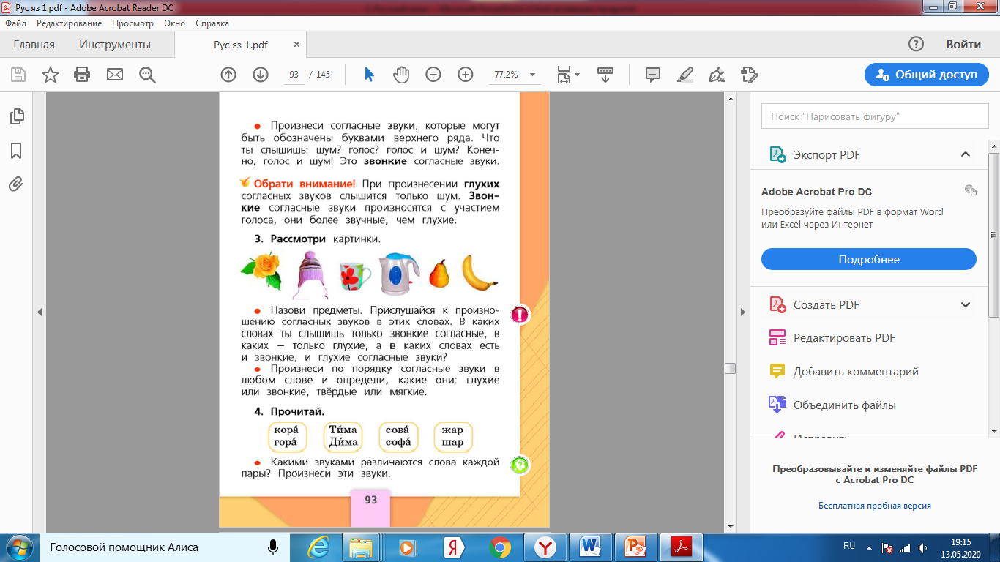 Рус яз 1.pdf - Adobe Acrobat Reader DC
Файл Редактирование Просмотр Окно Справка
Главная Инструменты Рус яз 1.pdf × Войти
93 / 145 77,2% Общий доступ
• Произнеси согласные звуки, которые могут
быть обозначены буквами верхнего ряда. Что
ты слышишь: шум? голос? голос и шум? Конеч-
но, голос и шум! Это звонкие согласные звуки.
Обрати внимание! При произнесении глухих
согласных звуков слышится только шум. Звон-
кие согласные звуки произносятся с участием
голоса, они более звучные, чем глухие.
3. Рассмотри картинки.
• Назови предметы. Прислушайся к произно-
шению согласных звуков в этих словах. В каких
словах ты слышишь только звонкие согласные, в
каких — только глухие, а в каких словах есть
и звонкие, и глухие согласные звуки?
• Произнеси по порядку согласные звуки в
любом слове и определи, какие они: глухие
или звонкие, твёрдые или мягкие.
4. Прочитай.
кора́ Ти́ма сова́ жар
гора́ Ди́ма софа́ шар
• Какими звуками различаются слова каждой
пары? Произнеси эти звуки.
93
Поиск "Нарисовать фигуру"
Экспорт PDF
Adobe Acrobat Pro DC
Преобразуйте файлы PDF в формат Word
или Excel через Интернет
Подробнее
Создать PDF
Редактировать PDF
Добавить комментарий
Объединить файлы
Преобразовывайте и изменяйте файлы PDF
с Acrobat Pro DC
Бесплатная пробная версия
Голосовой помощник Алиса
RU
19:15
13.05.2020